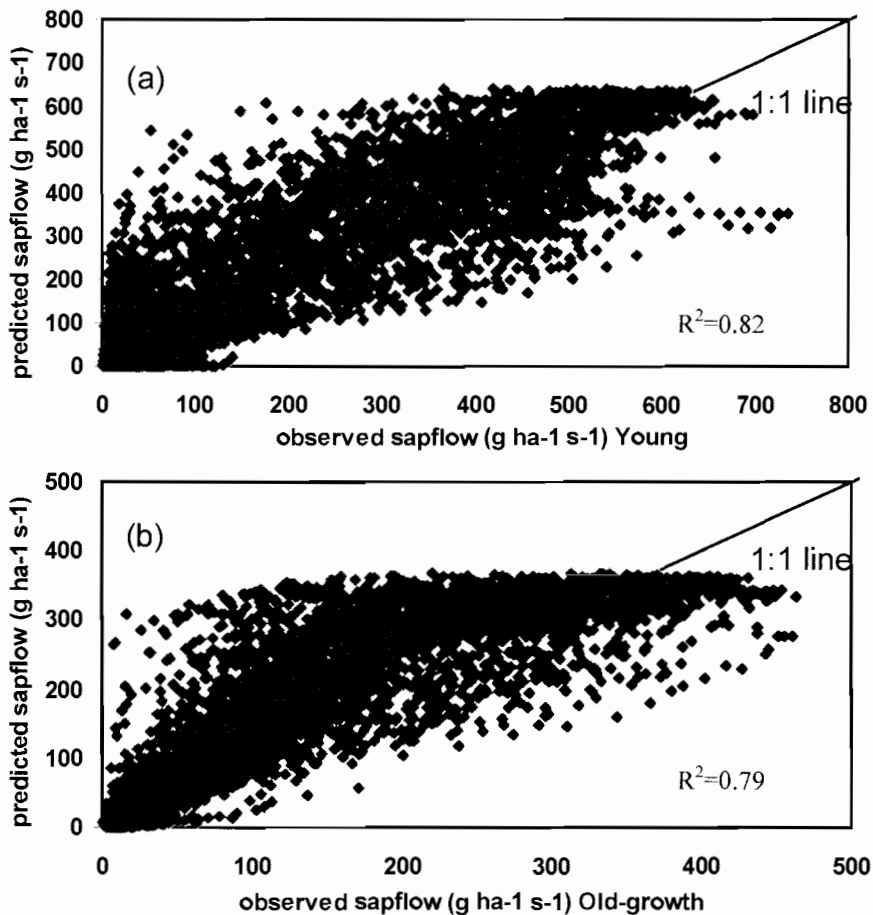 800
700
600
500
400
300
200
100
0
predicted sapflow (g ha-1 s-1)
(a)
1:1 line
R²=0.82
0 100 200 300 400 500 600 700 800
observed sapflow (g ha-1 s-1) Young
500
400
300
200
100
0
predicted sapflow (g ha-1 s-1)
(b)
1:1 line
R²=0.79
0 100 200 300 400 500
observed sapflow (g ha-1 s-1) Old-growth